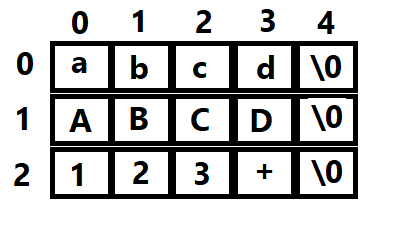 0 1 2 3 4
0 a b c d \0
1 A B C D \0
2 1 2 3 + \0